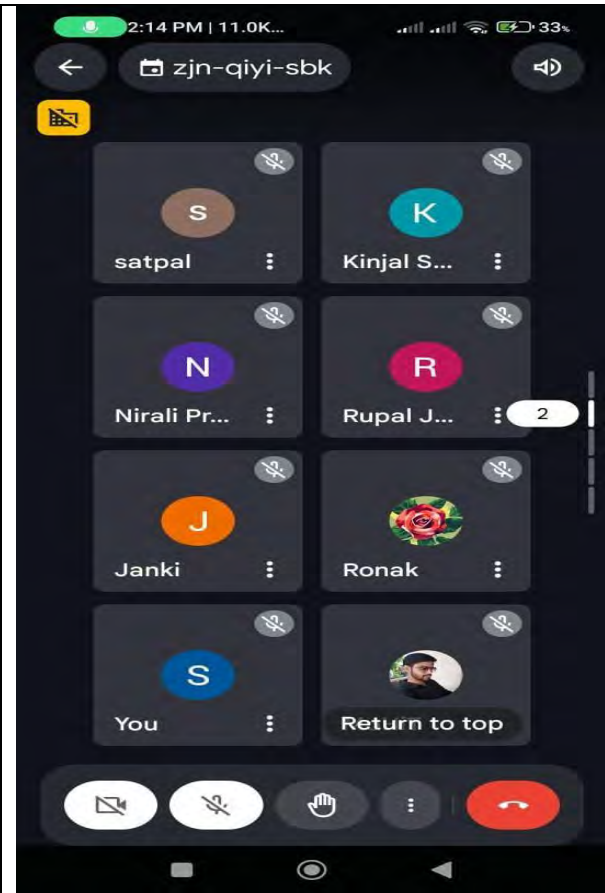 2:14 PM | 11.0K... 33%
zjn-qiyi-sbk
S K
satpal Kinjal S...
N R
Nirali Pr... Rupal J... 2
J
Janki Ronak
S
You Return to top